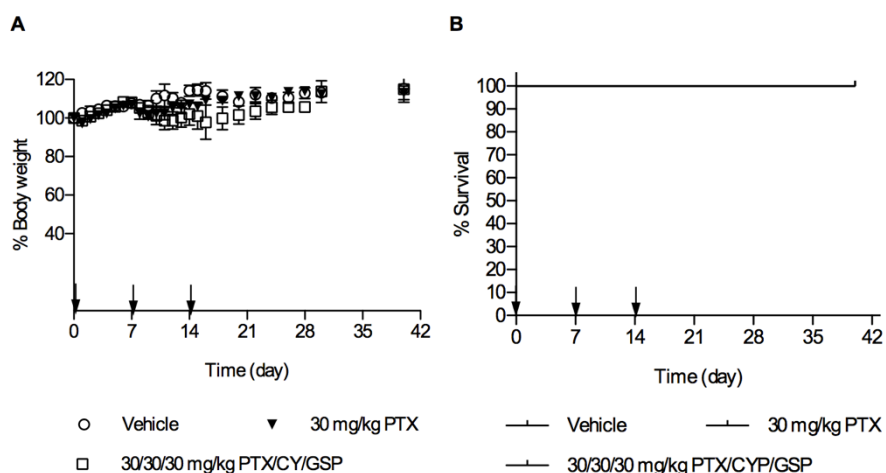 A
B
% Body weight
120
100
80
60
40
0 7 14 21 28 35 42
Time (day)
% Survival
100
90
80
70
60
50
40
30
20
10
0
0 7 14 21 28 35 42
Time (day)
Vehicle 30 mg/kg PTX
30/30/30 mg/kg PTX/CY/GSP
Vehicle 30 mg/kg PTX
30/30/30 mg/kg PTX/CYP/GSP